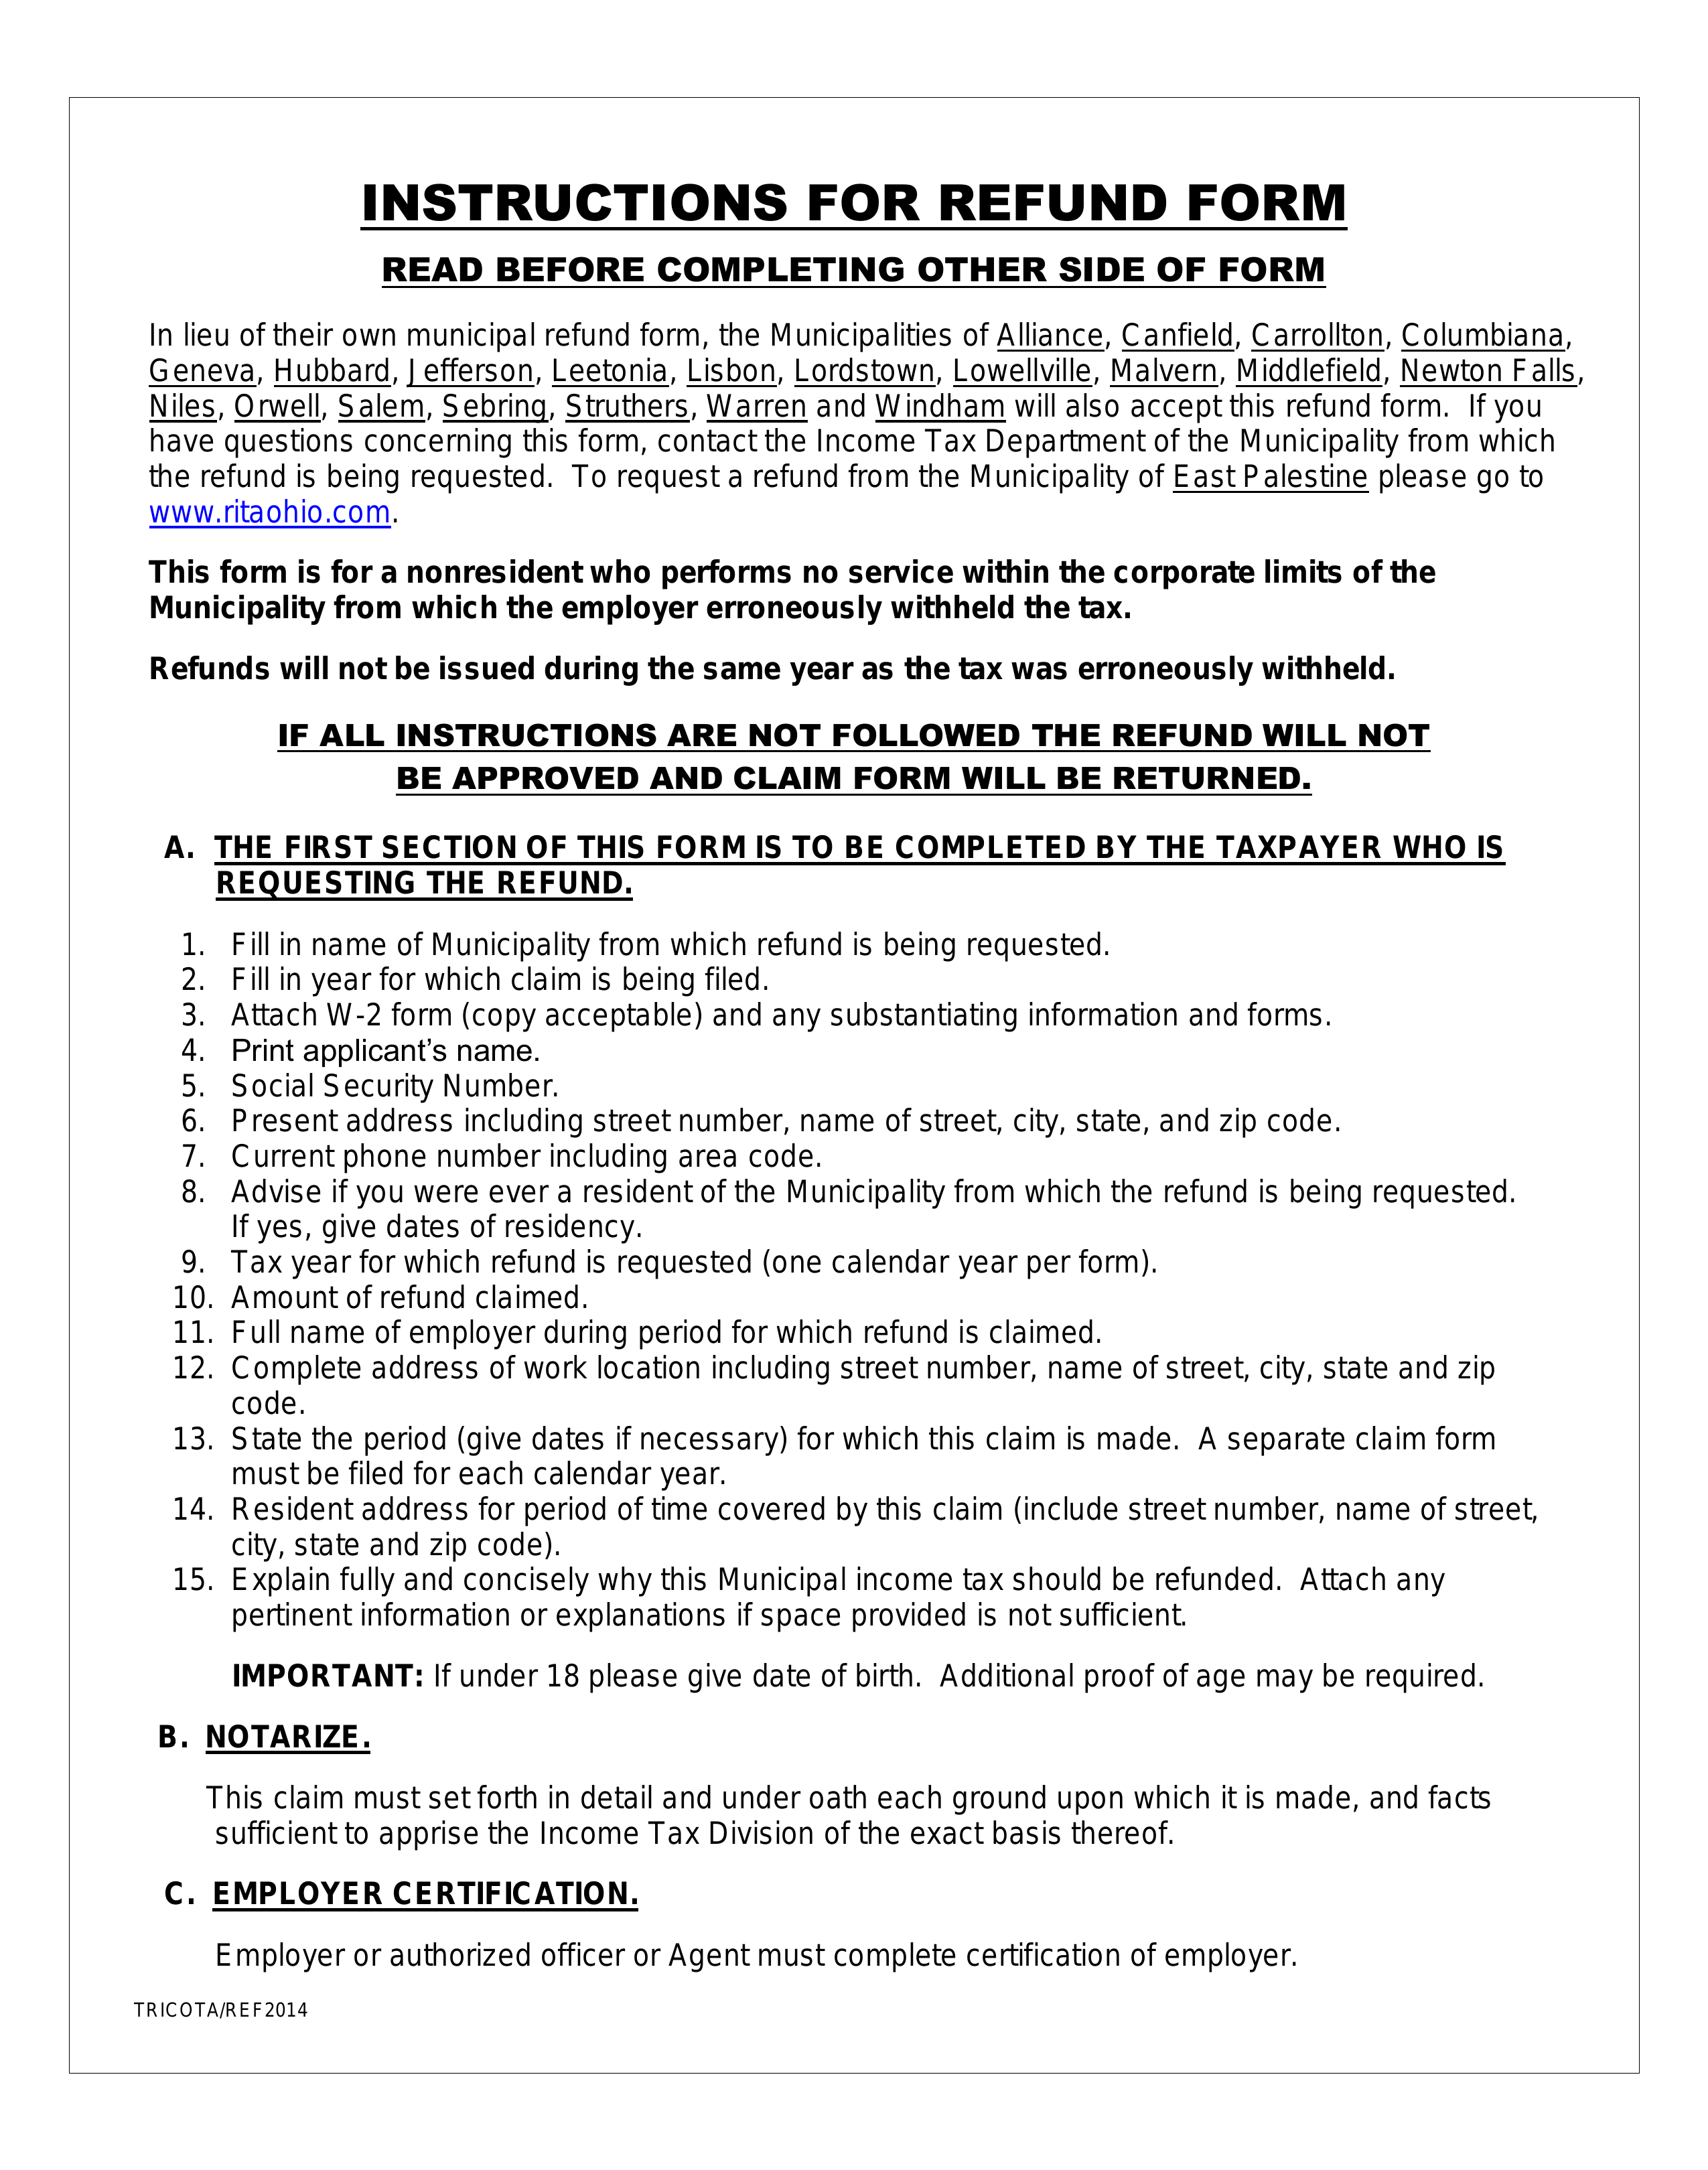 INSTRUCTIONS FOR REFUND FORM
READ BEFORE COMPLETING OTHER SIDE OF FORM
In lieu of their own municipal refund form, the Municipalities of Alliance, Canfield, Carrollton, Columbiana,
Geneva, Hubbard, Jefferson, Leetonia, Lisbon, Lordstown, Lowellville, Malvern, Middlefield, Newton Falls,
Niles, Orwell, Salem, Sebring, Struthers, Warren and Windham will also accept this refund form.  If you
have questions concerning this form, contact the Income Tax Department of the Municipality from which
the refund is being requested.  To request a refund from the Municipality of East Palestine please go to
www.ritaohio.com.
This form is for a nonresident who performs no service within the corporate limits of the
Municipality from which the employer erroneously withheld the tax.
Refunds will not be issued during the same year as the tax was erroneously withheld.
IF ALL INSTRUCTIONS ARE NOT FOLLOWED THE REFUND WILL NOT
BE APPROVED AND CLAIM FORM WILL BE RETURNED.
A. THE FIRST SECTION OF THIS FORM IS TO BE COMPLETED BY THE TAXPAYER WHO IS
REQUESTING THE REFUND.
1. Fill in name of Municipality from which refund is being requested.
2. Fill in year for which claim is being filed.
3. Attach W-2 form (copy acceptable) and any substantiating information and forms.
4. Print applicant’s name.
5. Social Security Number.
6. Present address including street number, name of street, city, state, and zip code.
7. Current phone number including area code.
8. Advise if you were ever a resident of the Municipality from which the refund is being requested.
If yes, give dates of residency.
9. Tax year for which refund is requested (one calendar year per form).
10. Amount of refund claimed.
11. Full name of employer during period for which refund is claimed.
12. Complete address of work location including street number, name of street, city, state and zip
code.
13. State the period (give dates if necessary) for which this claim is made.  A separate claim form
must be filed for each calendar year.
14. Resident address for period of time covered by this claim (include street number, name of street,
city, state and zip code).
15. Explain fully and concisely why this Municipal income tax should be refunded.  Attach any
pertinent information or explanations if space provided is not sufficient.
IMPORTANT: If under 18 please give date of birth.  Additional proof of age may be required.
B. NOTARIZE.
This claim must set forth in detail and under oath each ground upon which it is made, and facts
sufficient to apprise the Income Tax Division of the exact basis thereof.
C. EMPLOYER CERTIFICATION.
Employer or authorized officer or Agent must complete certification of employer.
TRICOTA/REF2014